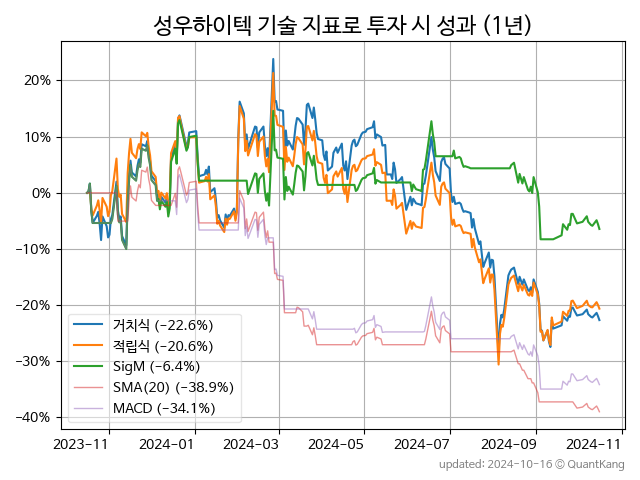 성우하이텍 기술 지표로 투자 시 성과 (1년)
20%
10%
0%
−10%
−20%
−30%
−40%
거치식 (−22.6%)
적립식 (−20.6%)
SigM (−6.4%)
SMA(20) (−38.9%)
MACD (−34.1%)
2023−11
2024−01
2024−03
2024−05
2024−07
2024−09
2024−11
updated: 2024-10-16 © QuantKang